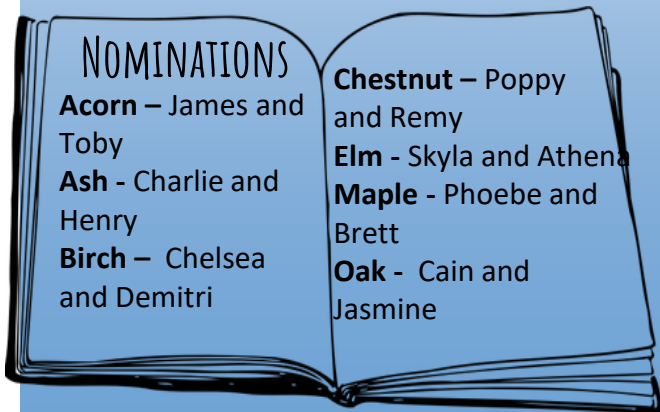 NOMINATIONS
Acorn – James and
Toby
Ash - Charlie and
Henry
Birch –  Chelsea
and Demitri
Chestnut – Poppy
and Remy
Elm - Skyla and Athena
Maple - Phoebe and
Brett
Oak -  Cain and
Jasmine